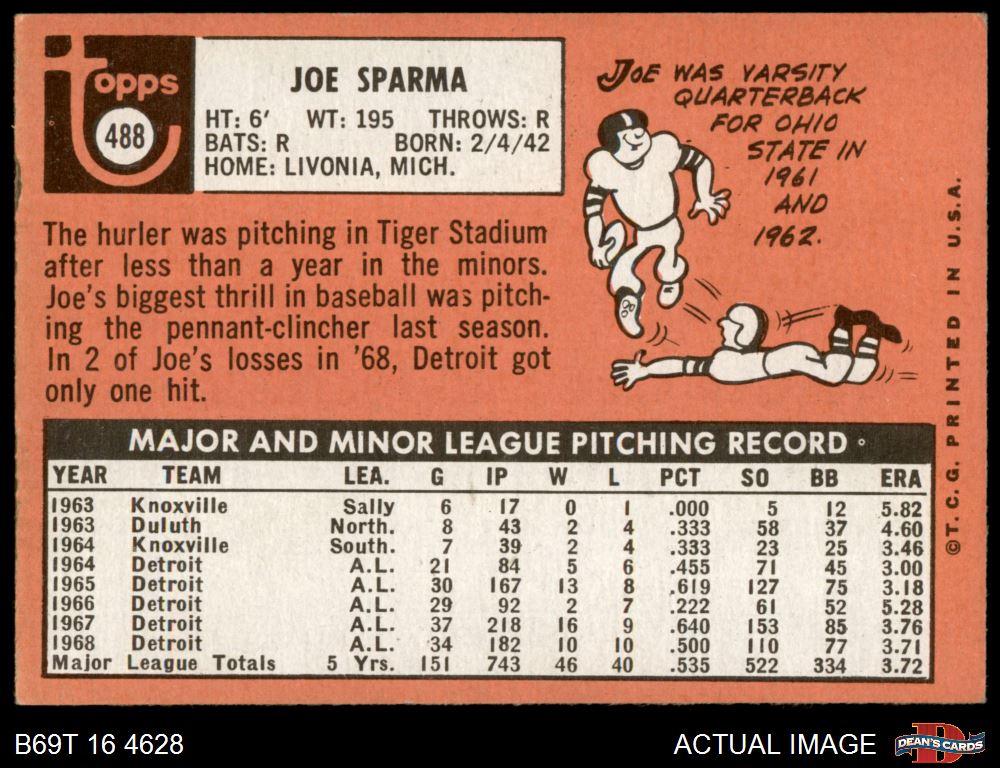 topps
488
JOE SPARMA
HT: 6' WT: 195 THROWS: R
BATS: R BORN: 2/4/42
HOME: LIVONIA, MICH.
JOE WAS VARSITY
QUARTERBACK
FOR OHIO
STATE IN
1961
AND
1962.
The hurler was pitching in Tiger Stadium
after less than a year in the minors.
Joe's biggest thrill in baseball was pitch-
ing the pennant-clincher last season.
In 2 of Joe's losses in '68, Detroit got
only one hit.
MAJOR AND MINOR LEAGUE PITCHING RECORD
YEAR TEAM LEA. G IP W L PCT SO BB ERA
1963 Knoxville Sally 6 17 0 1 .000 5 12 5.82
1963 Duluth North. 8 43 2 4 .333 58 37 4.60
1964 Knoxville South. 7 39 2 4 .333 23 25 3.46
1964 Detroit A.L. 21 84 5 6 .455 71 45 3.00
1965 Detroit A.L. 30 167 13 8 .619 127 75 3.18
1966 Detroit A.L. 29 92 2 7 .222 61 52 5.28
1967 Detroit A.L. 37 218 16 9 .640 153 85 3.76
1968 Detroit A.L. 34 182 10 10 .500 110 77 3.71
Major League Totals 5 Yrs. 151 743 46 40 .535 522 334 3.72
©T.C.G. PRINTED IN U.S.A.
B69T 16 4628
ACTUAL IMAGE
D
DEAN'S CARDS